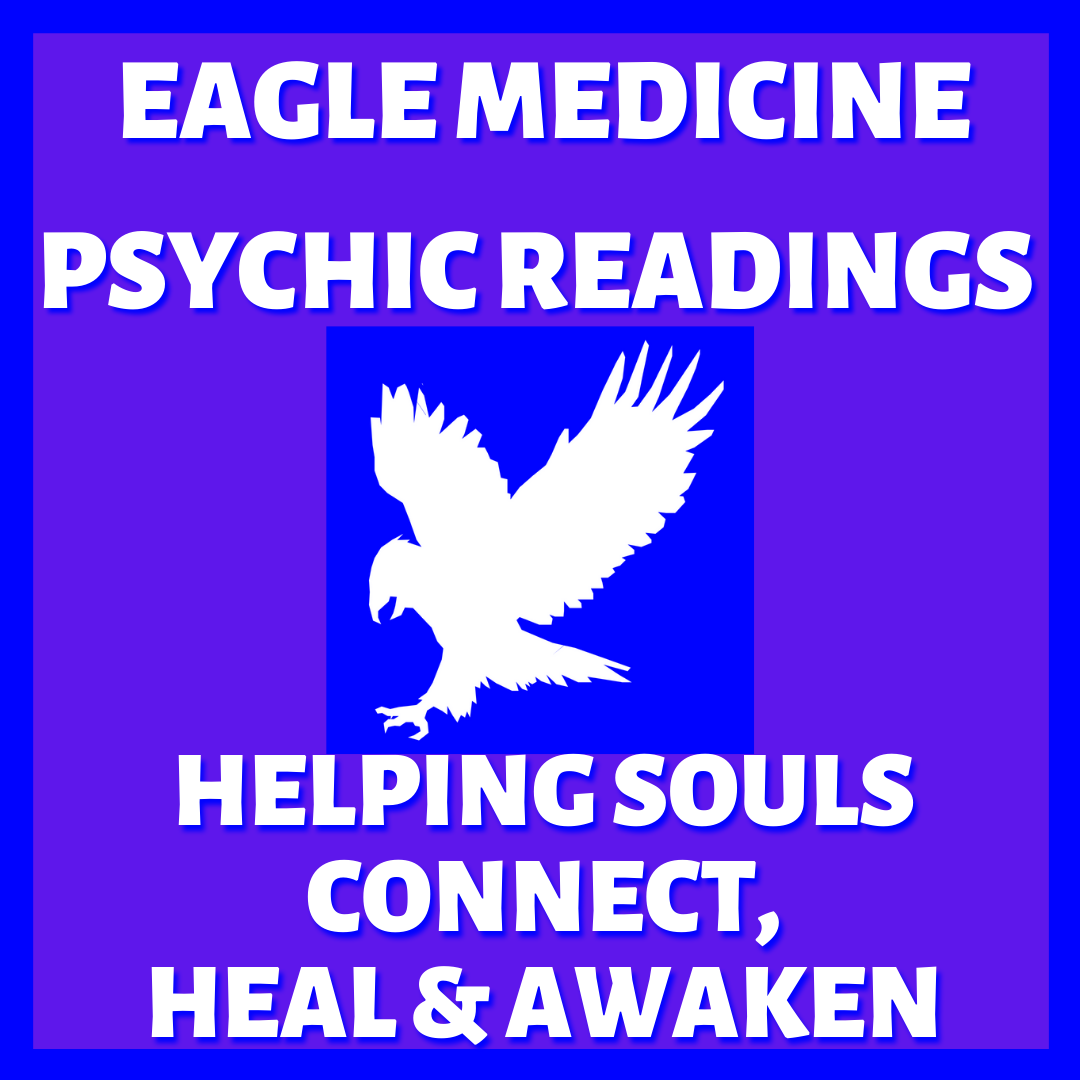 EAGLE MEDICINE
PSYCHIC READINGS
HELPING SOULS
CONNECT,
HEAL & AWAKEN